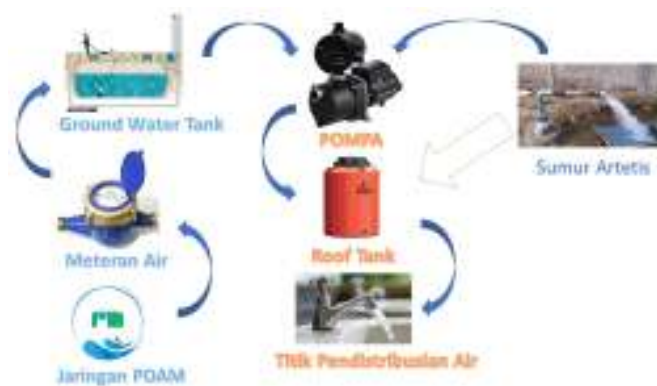 Ground Water Tank
POMPA
Sumur Artetis
Meteran Air
Roof Tank
Jaringan PDAM
Titik Pendistribusian Air